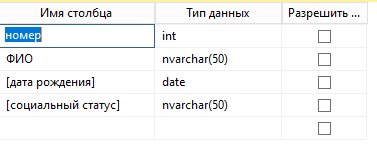 Имя столбца Тип данных Разрешить ...
номер int
ФИО nvarchar(50)
[дата рождения] date
[социальный статус] nvarchar(50)